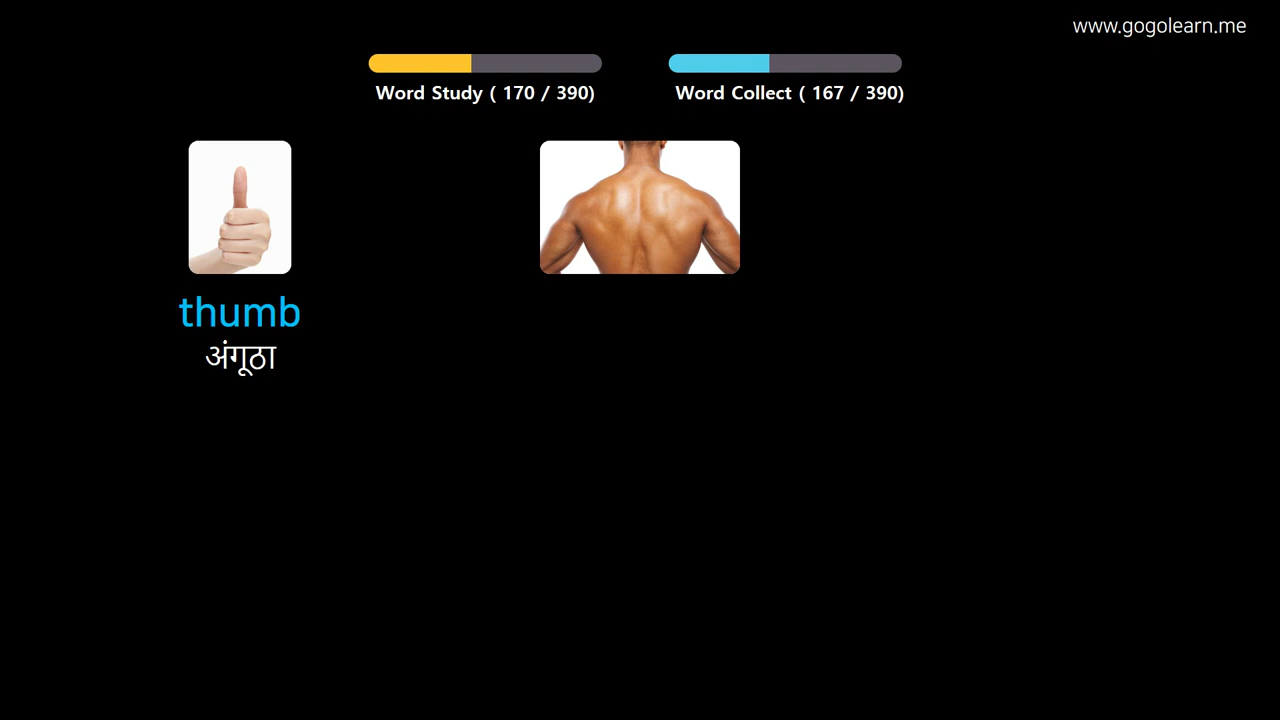 www.gogolearn.me
Word Study ( 170 / 390)
Word Collect ( 167 / 390)
thumb
अंगूठा